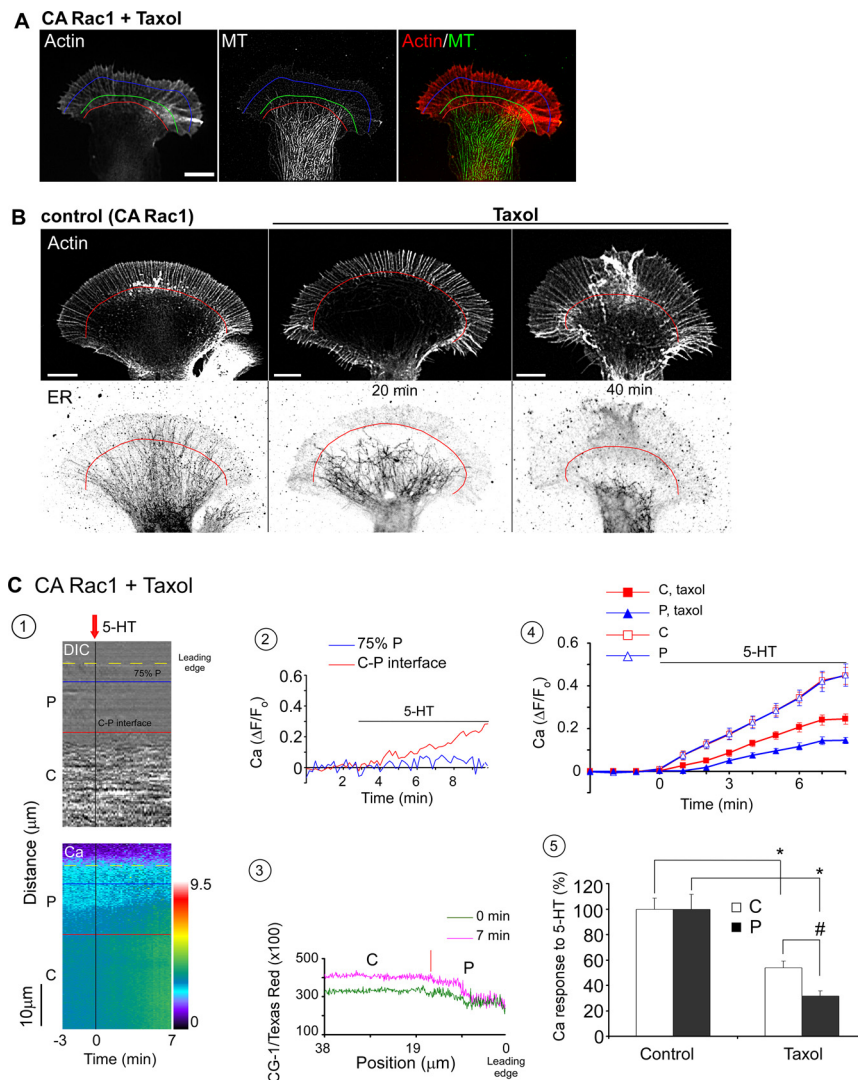 A
CA Rac1 + Taxol
Actin
MT
Actin/MT
B
control (CA Rac1)
Taxol
Actin
20 min
40 min
ER
C
CA Rac1 + Taxol
1
5-HT
DIC
Leading edge
75% P
C-P interface
P
C
Distance (μm)
Ca
9.5
P
C
0
10μm
-3
0
7
Time (min)
2
75% P
C-P interface
5-HT
Ca (ΔF/Fo)
0.6
0.4
0.2
0
2
4
6
8
Time (min)
3
0 min
7 min
C
P
CG-1/Texas Red (x100)
500
300
100
38
19
0
Position (μm)
Leading edge
4
C, taxol
P, taxol
C
P
5-HT
Ca (ΔF/Fo)
0.6
0.4
0.2
0
0
2
4
6
Time (min)
5
*
*
#
C
P
Ca response to 5-HT (%)
120
100
80
60
40
20
0
Control
Taxol